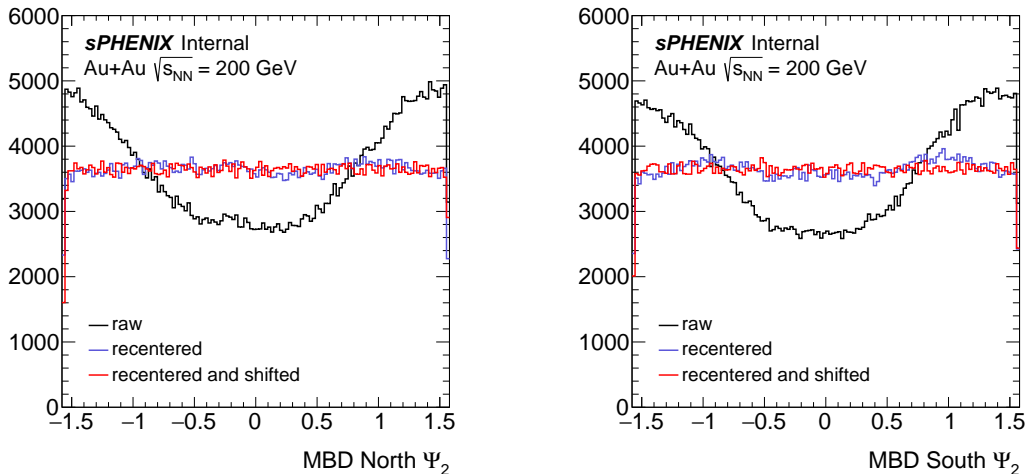 6000
5000
4000
3000
2000
1000
0
sPHENIX Internal
Au+Au √sNN = 200 GeV
raw
recentered
recentered and shifted
−1.5 −1 −0.5 0 0.5 1 1.5
MBD North Ψ2
6000
5000
4000
3000
2000
1000
0
sPHENIX Internal
Au+Au √sNN = 200 GeV
raw
recentered
recentered and shifted
−1.5 −1 −0.5 0 0.5 1 1.5
MBD South Ψ2